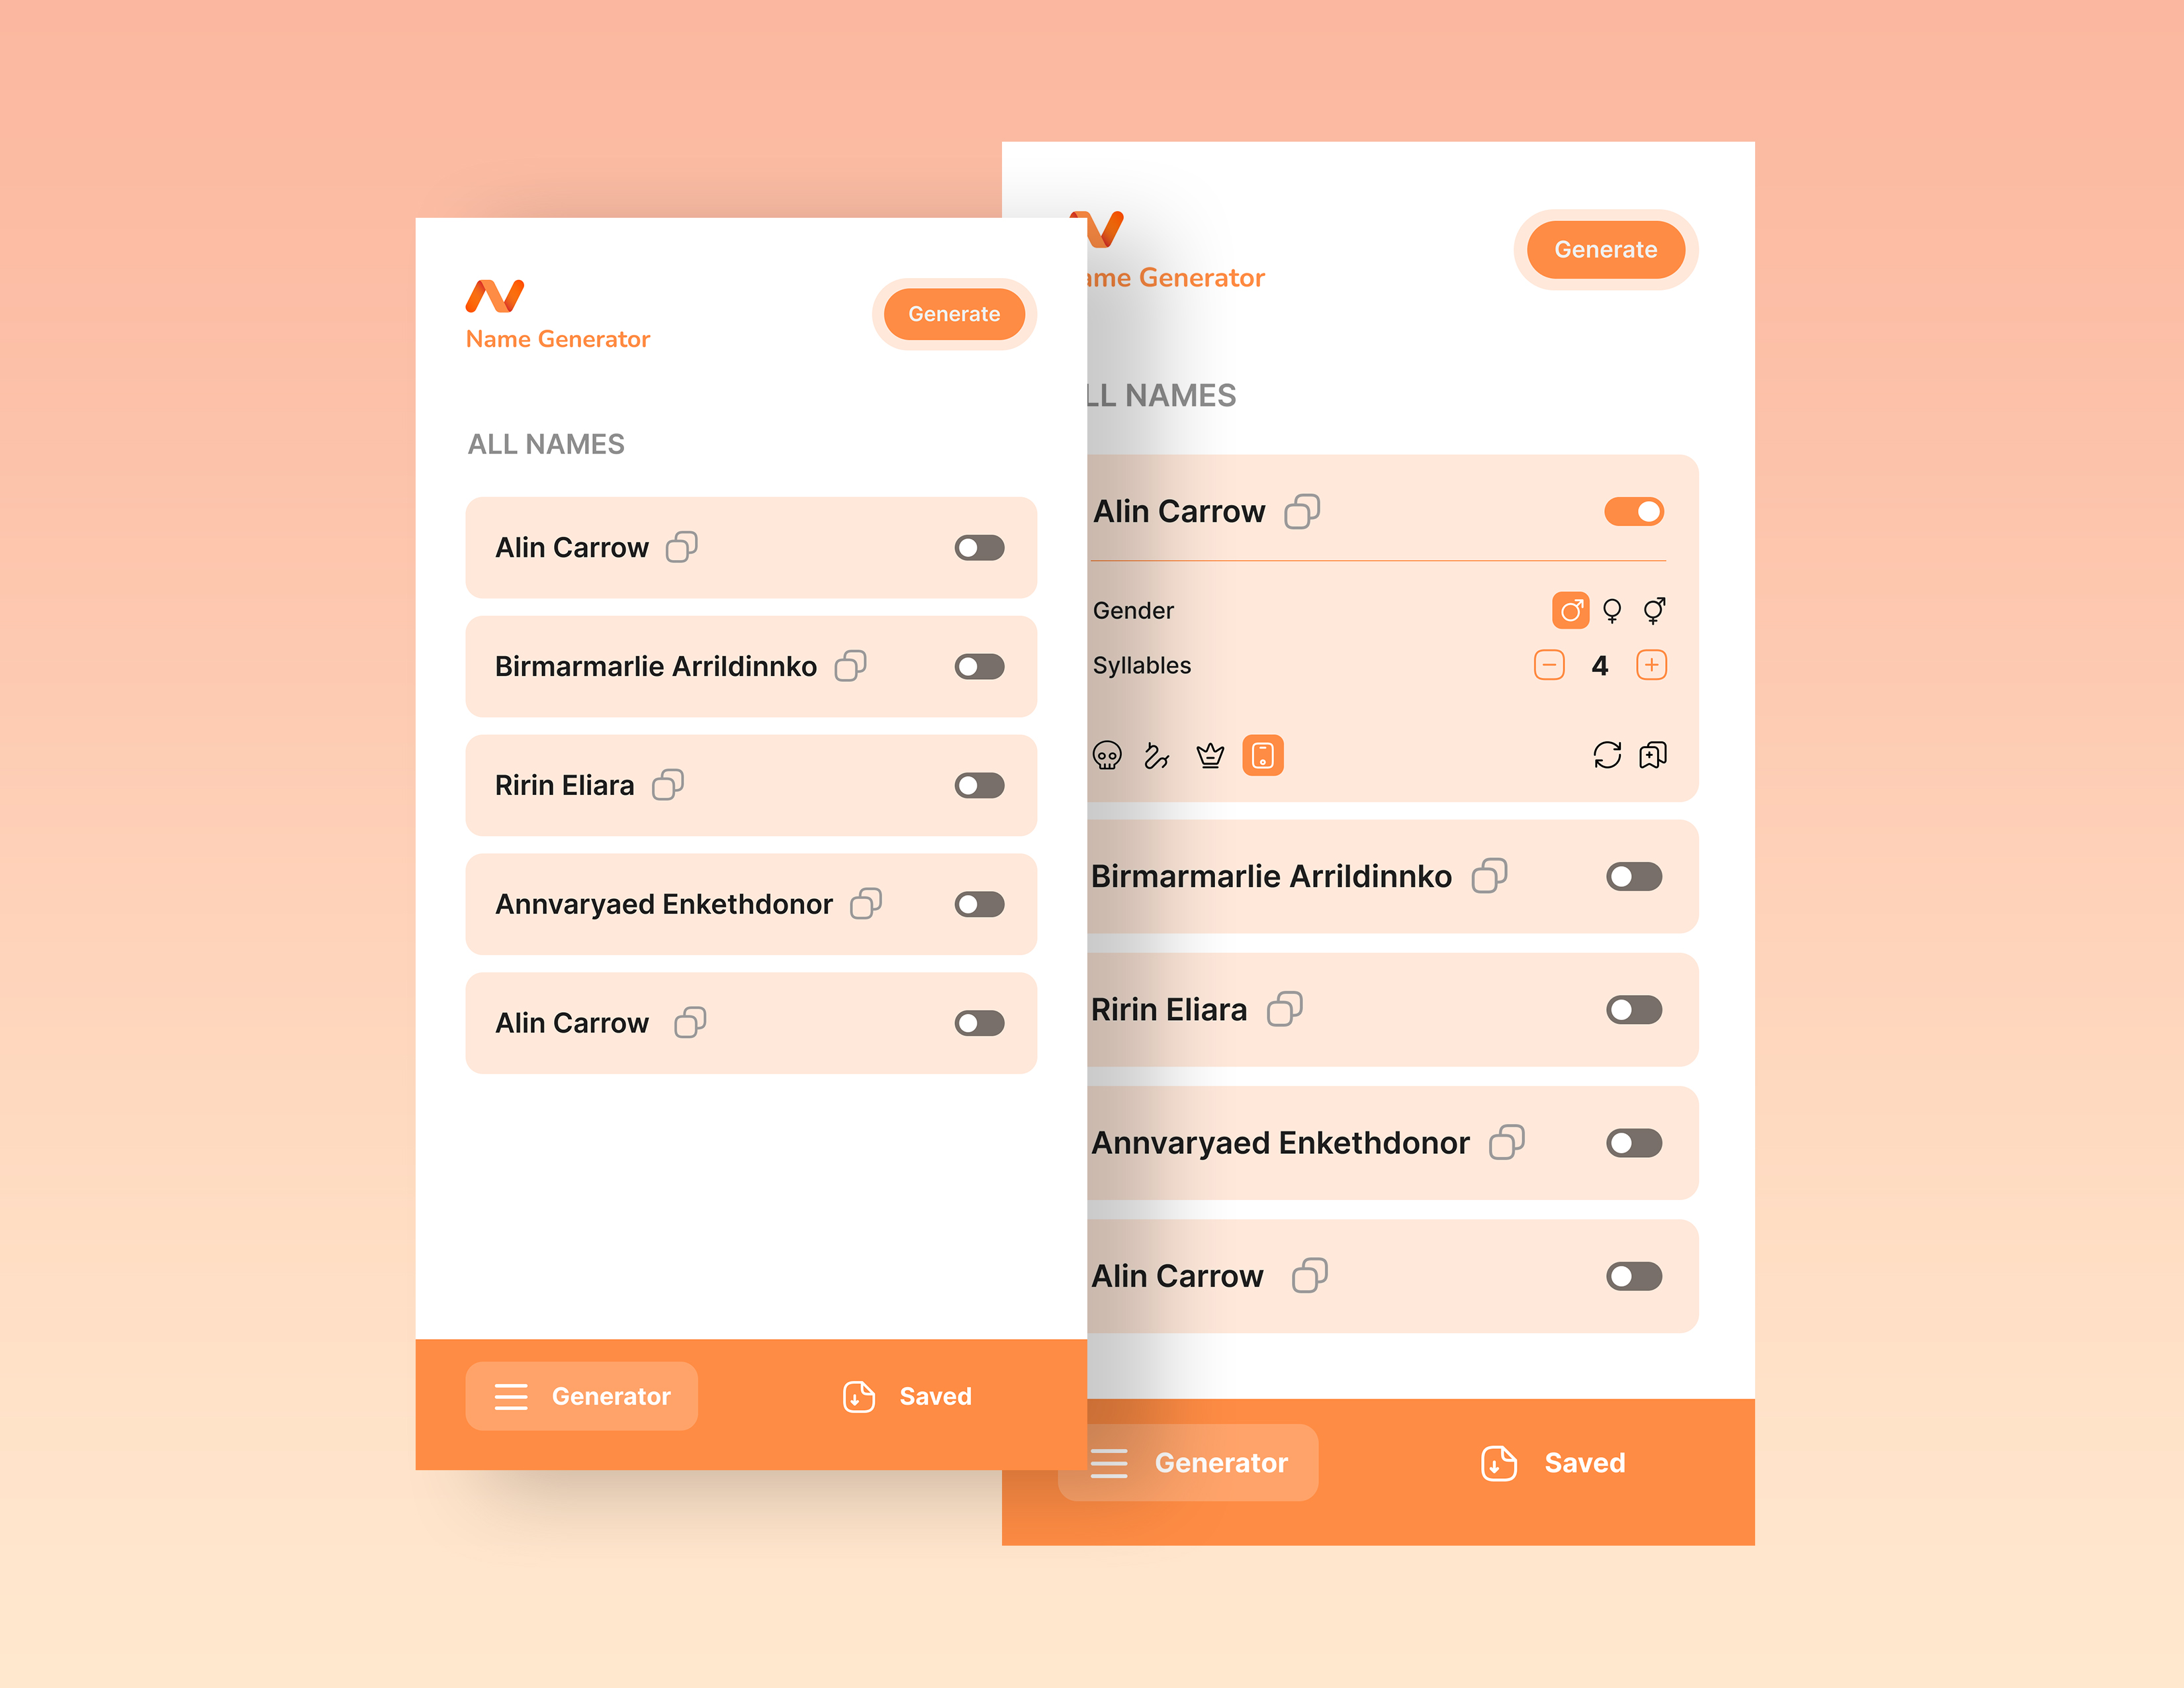 Name Generator
Generate
ALL NAMES
Alin Carrow
Birmarmarlie Arrildinnko
Ririn Eliara
Annvaryaed Enkethdonor
Alin Carrow
Generator
Saved
ame Generator
Generate
LL NAMES
Alin Carrow
Gender
Syllables
4
Birmarmarlie Arrildinnko
Ririn Eliara
Annvaryaed Enkethdonor
Alin Carrow
Generator
Saved